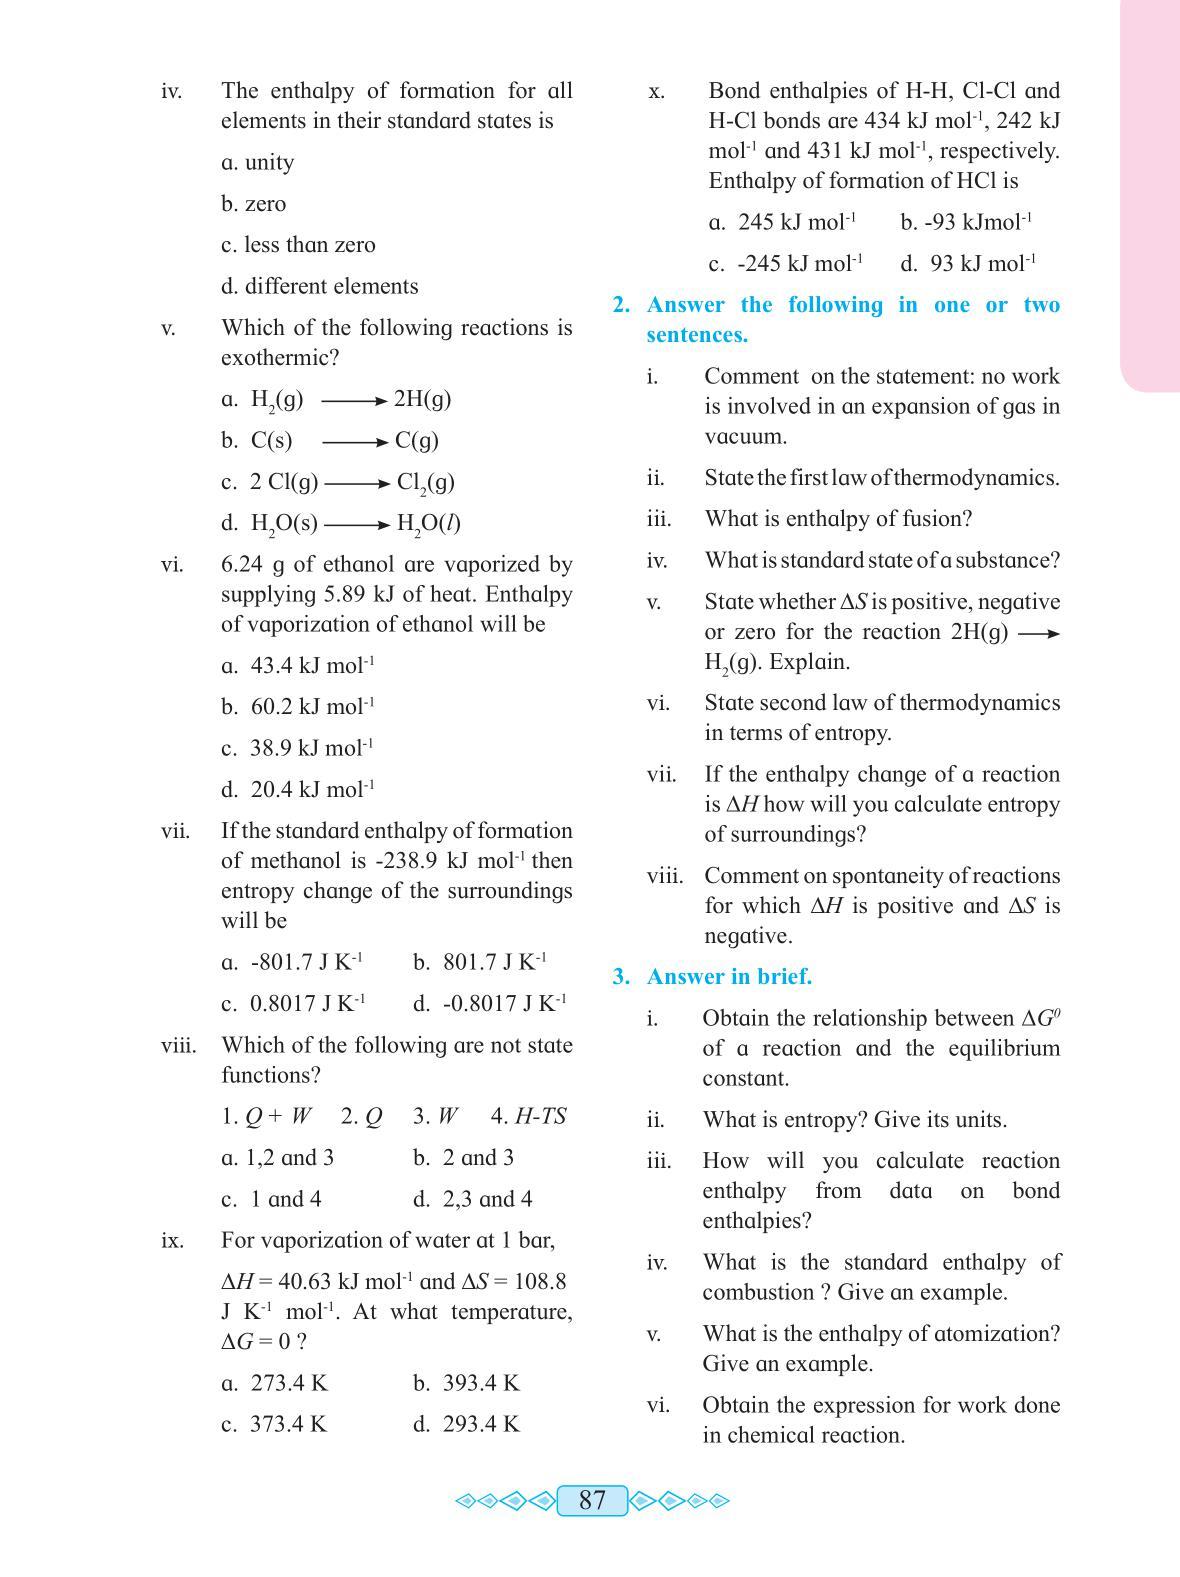 iv. The enthalpy of formation for all
elements in their standard states is
a. unity
b. zero
c. less than zero
d. different elements
v. Which of the following reactions is
exothermic?
a. H₂(g) ⟶ 2H(g)
b. C(s) ⟶ C(g)
c. 2 Cl(g) ⟶ Cl₂(g)
d. H₂O(s) ⟶ H₂O(l)
vi. 6.24 g of ethanol are vaporized by
supplying 5.89 kJ of heat. Enthalpy
of vaporization of ethanol will be
a. 43.4 kJ mol⁻¹
b. 60.2 kJ mol⁻¹
c. 38.9 kJ mol⁻¹
d. 20.4 kJ mol⁻¹
vii. If the standard enthalpy of formation
of methanol is -238.9 kJ mol⁻¹ then
entropy change of the surroundings
will be
a. -801.7 J K⁻¹ b. 801.7 J K⁻¹
c. 0.8017 J K⁻¹ d. -0.8017 J K⁻¹
viii. Which of the following are not state
functions?
1. Q + W 2. Q 3. W 4. H-TS
a. 1,2 and 3 b. 2 and 3
c. 1 and 4 d. 2,3 and 4
ix. For vaporization of water at 1 bar,
ΔH = 40.63 kJ mol⁻¹ and ΔS = 108.8
J K⁻¹ mol⁻¹. At what temperature,
ΔG = 0 ?
a. 273.4 K b. 393.4 K
c. 373.4 K d. 293.4 K
x. Bond enthalpies of H-H, Cl-Cl and
H-Cl bonds are 434 kJ mol⁻¹, 242 kJ
mol⁻¹ and 431 kJ mol⁻¹, respectively.
Enthalpy of formation of HCl is
a. 245 kJ mol⁻¹ b. -93 kJmol⁻¹
c. -245 kJ mol⁻¹ d. 93 kJ mol⁻¹
2. Answer the following in one or two
sentences.
i. Comment on the statement: no work
is involved in an expansion of gas in
vacuum.
ii. State the first law of thermodynamics.
iii. What is enthalpy of fusion?
iv. What is standard state of a substance?
v. State whether ΔS is positive, negative
or zero for the reaction 2H(g) ⟶
H₂(g). Explain.
vi. State second law of thermodynamics
in terms of entropy.
vii. If the enthalpy change of a reaction
is ΔH how will you calculate entropy
of surroundings?
viii. Comment on spontaneity of reactions
for which ΔH is positive and ΔS is
negative.
3. Answer in brief.
i. Obtain the relationship between ΔG⁰
of a reaction and the equilibrium
constant.
ii. What is entropy? Give its units.
iii. How will you calculate reaction
enthalpy from data on bond
enthalpies?
iv. What is the standard enthalpy of
combustion ? Give an example.
v. What is the enthalpy of atomization?
Give an example.
vi. Obtain the expression for work done
in chemical reaction.
87